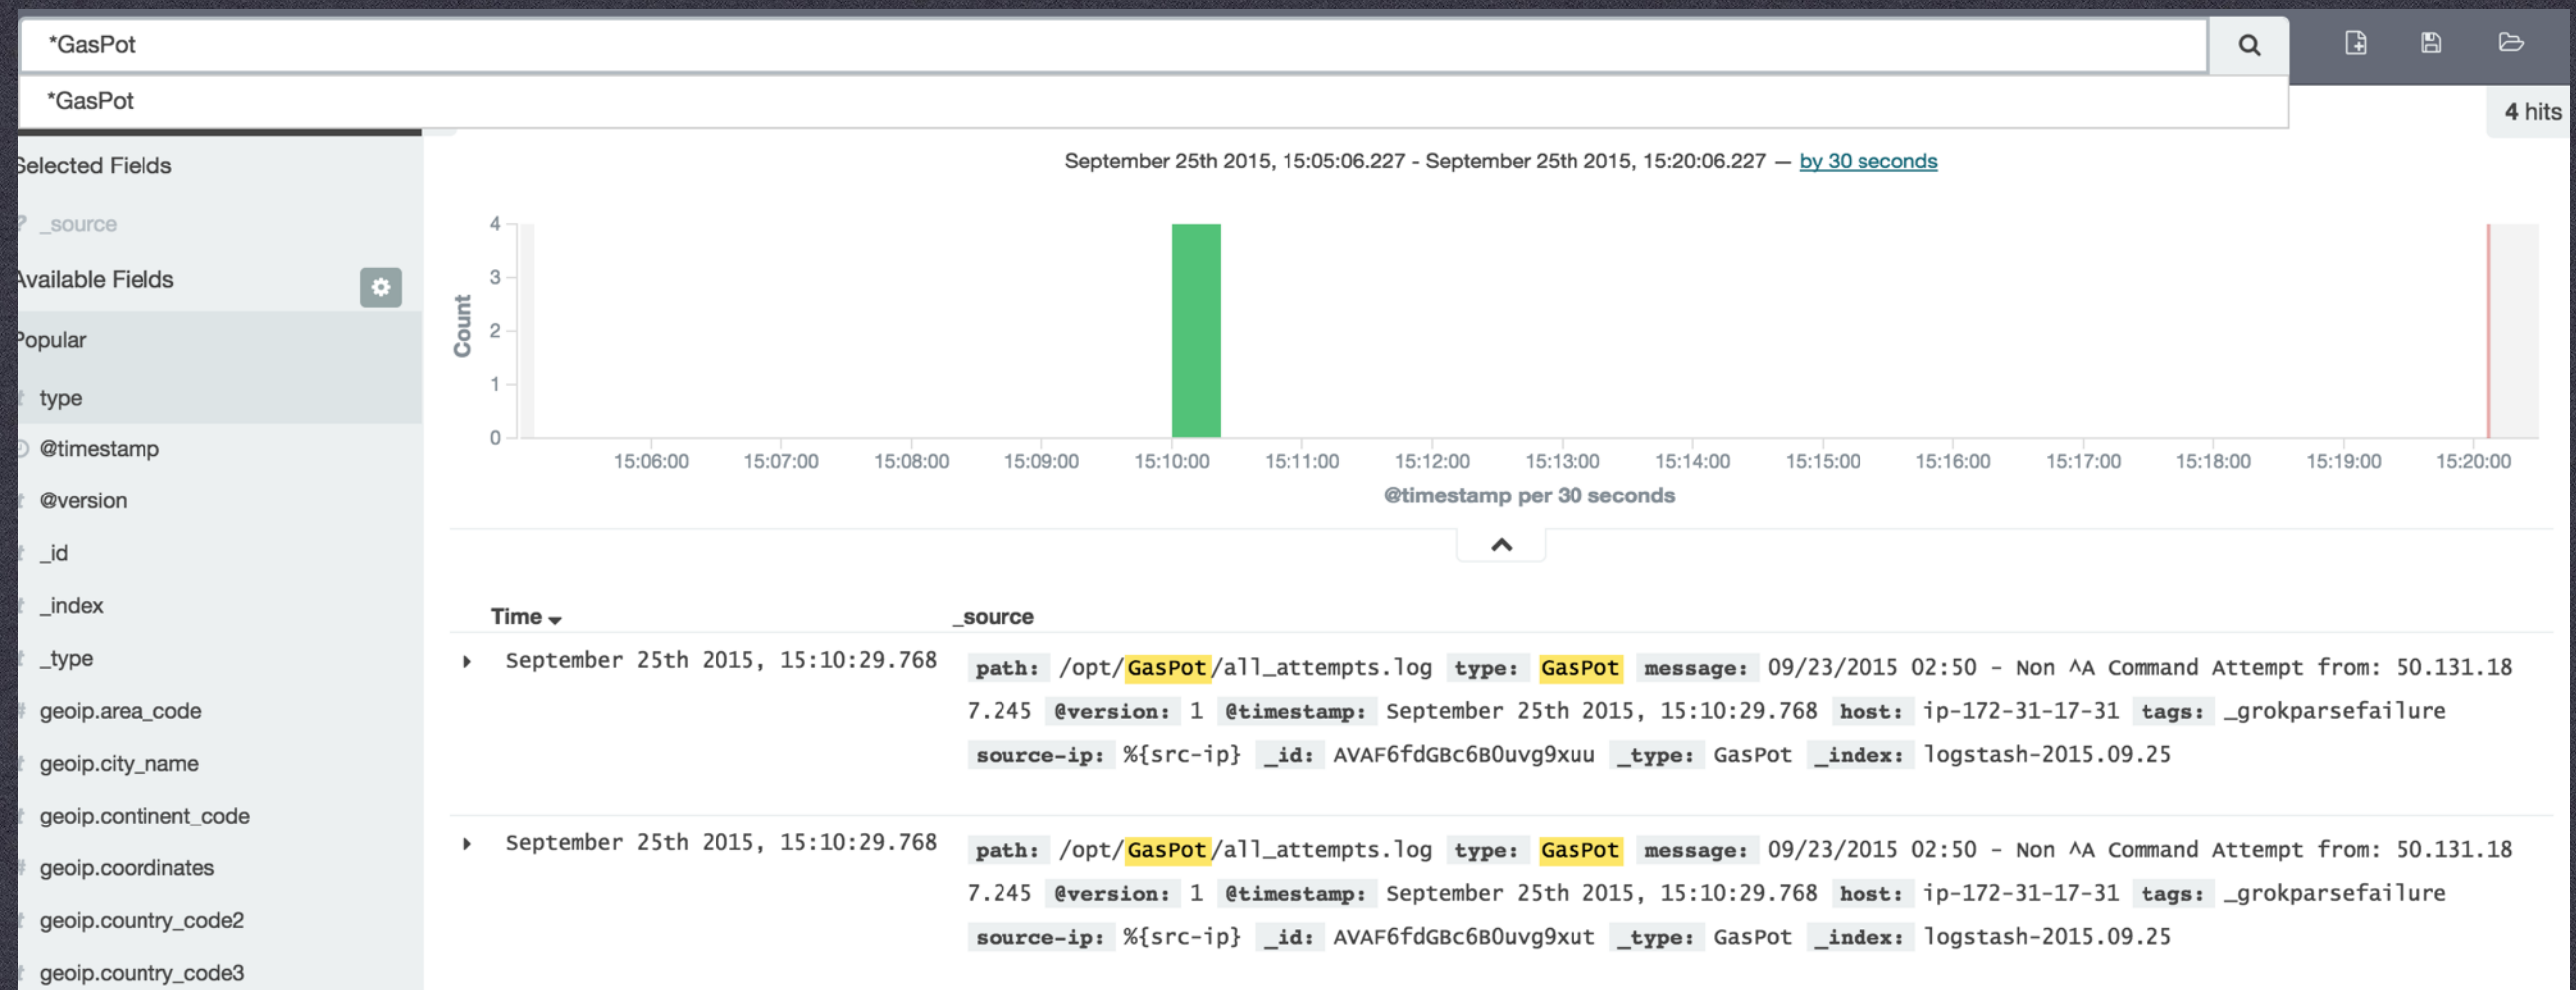 *GasPot
*GasPot
4 hits
Selected Fields
? _source
Available Fields
Popular
t type
@timestamp
t @version
t _id
t _index
t _type
# geoip.area_code
t geoip.city_name
t geoip.continent_code
# geoip.coordinates
t geoip.country_code2
t geoip.country_code3
September 25th 2015, 15:05:06.227 - September 25th 2015, 15:20:06.227 — by 30 seconds
Count
4
3
2
1
0
15:06:00 15:07:00 15:08:00 15:09:00 15:10:00 15:11:00 15:12:00 15:13:00 15:14:00 15:15:00 15:16:00 15:17:00 15:18:00 15:19:00 15:20:00
@timestamp per 30 seconds
Time _source
September 25th 2015, 15:10:29.768 path: /opt/GasPot/all_attempts.log type: GasPot message: 09/23/2015 02:50 - Non ^A Command Attempt from: 50.131.18
7.245 @version: 1 @timestamp: September 25th 2015, 15:10:29.768 host: ip-172-31-17-31 tags: _grokparsefailure
source-ip: %{src-ip} _id: AVAF6fdGBc6B0uvg9xuu _type: GasPot _index: logstash-2015.09.25
September 25th 2015, 15:10:29.768 path: /opt/GasPot/all_attempts.log type: GasPot message: 09/23/2015 02:50 - Non ^A Command Attempt from: 50.131.18
7.245 @version: 1 @timestamp: September 25th 2015, 15:10:29.768 host: ip-172-31-17-31 tags: _grokparsefailure
source-ip: %{src-ip} _id: AVAF6fdGBc6B0uvg9xut _type: GasPot _index: logstash-2015.09.25